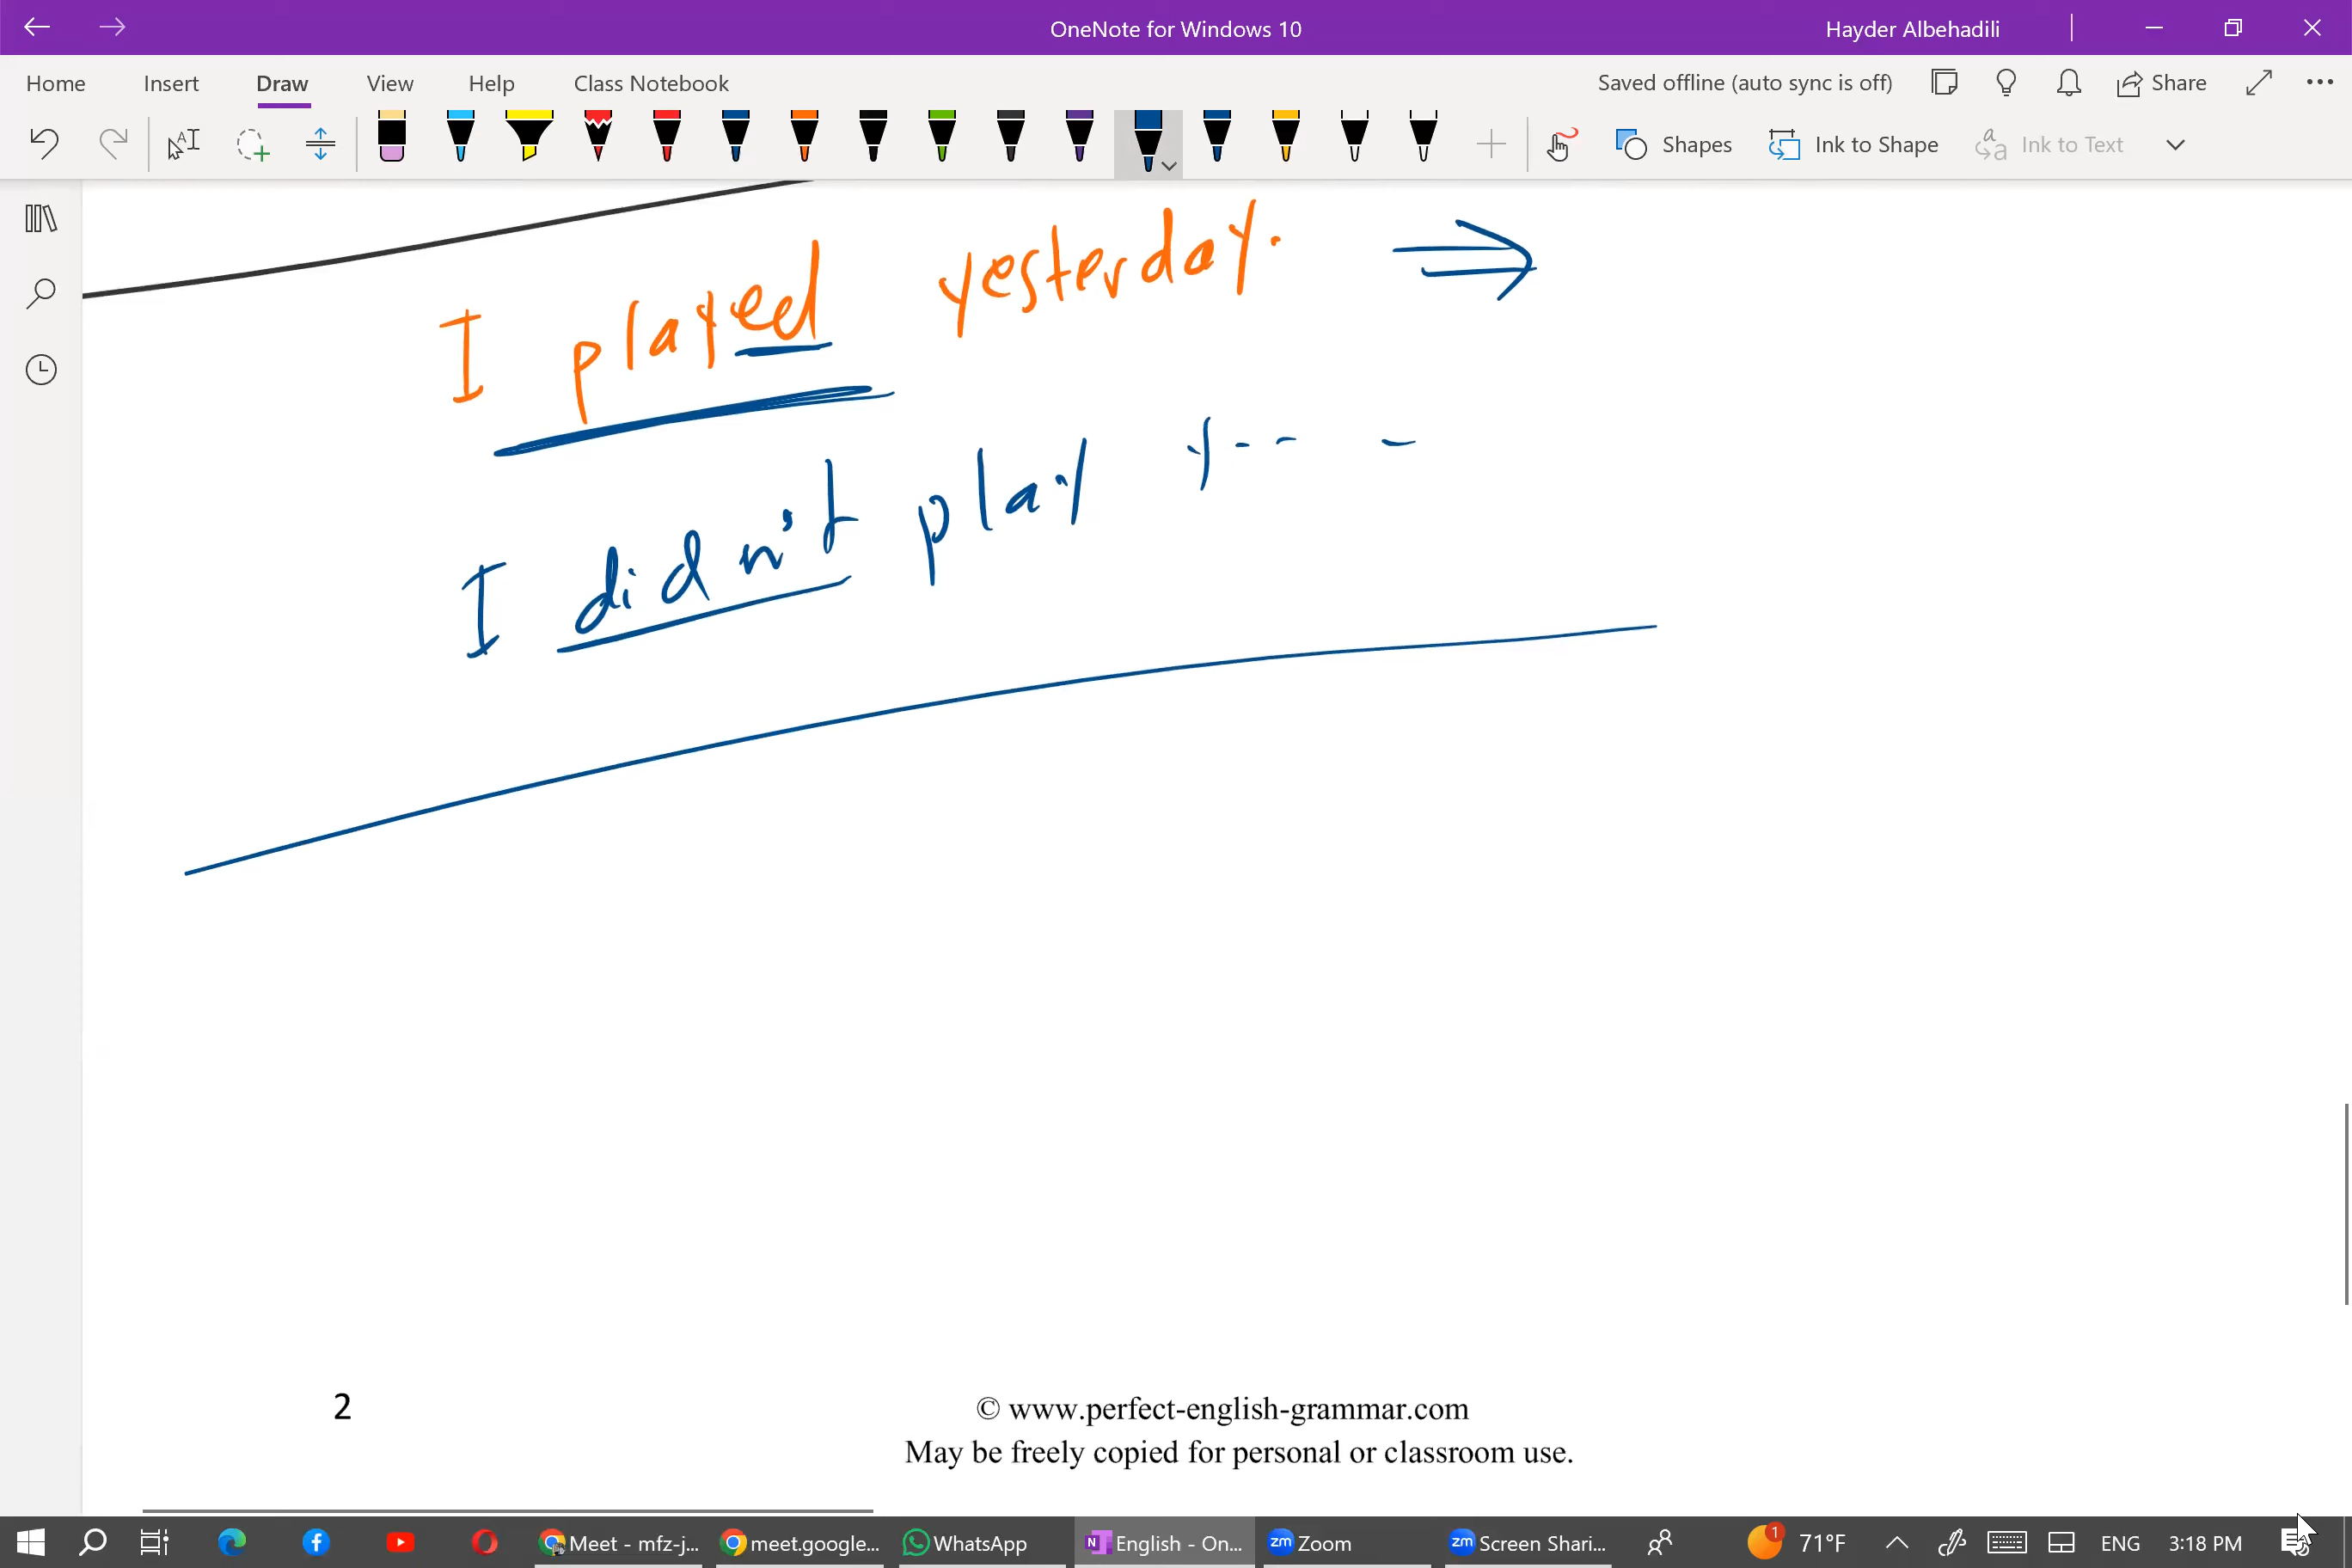 OneNote for Windows 10 Hayder Albehadili
Home Insert Draw View Help Class Notebook Saved offline (auto sync is off) Share
Shapes Ink to Shape Ink to Text
I played yesterday.
I didn't play y-- -
2
© www.perfect-english-grammar.com
May be freely copied for personal or classroom use.
Meet - mfz-j... meet.google... WhatsApp English - On... Zoom Screen Shari... 1 71°F ENG 3:18 PM